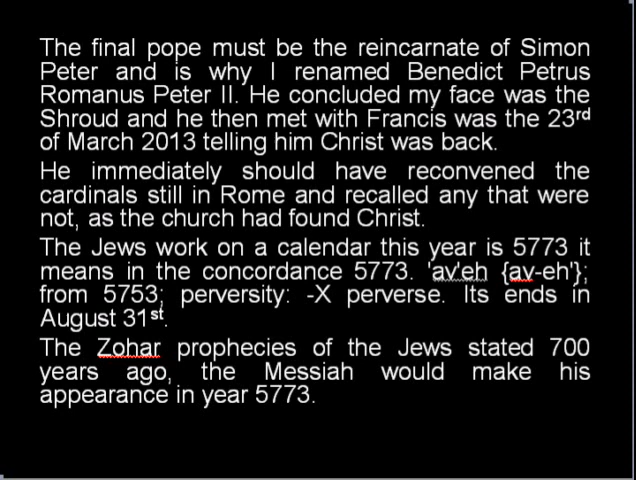 The final pope must be the reincarnate of Simon
Peter and is why I renamed Benedict Petrus
Romanus Peter II. He concluded my face was the
Shroud and he then met with Francis was the 23rd
of March 2013 telling him Christ was back.
He immediately should have reconvened the
cardinals still in Rome and recalled any that were
not, as the church had found Christ.
The Jews work on a calendar this year is 5773 it
means in the concordance 5773. 'av'eh {av-eh'};
from 5753; perversity: -X perverse. Its ends in
August 31st.
The Zohar prophecies of the Jews stated 700
years ago, the Messiah would make his
appearance in year 5773.